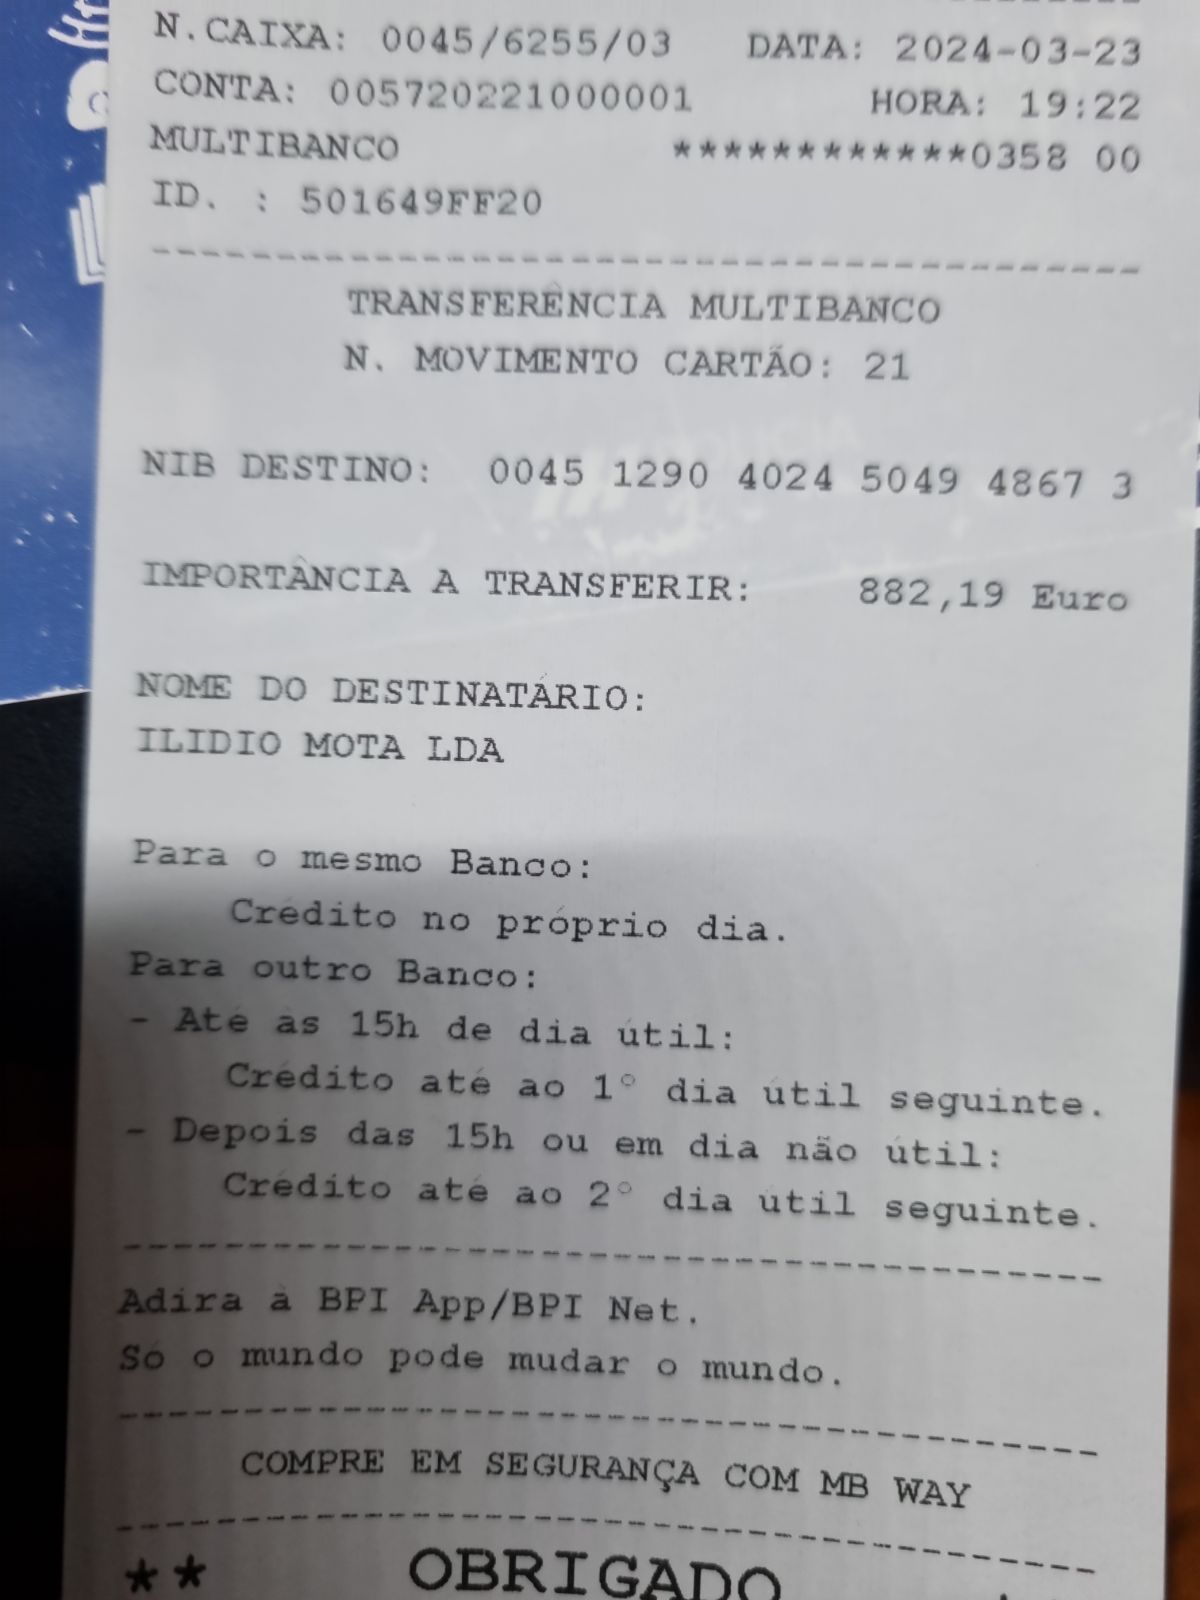 N.CAIXA: 0045/6255/03 DATA: 2024-03-23
CONTA: 005720221000001 HORA: 19:22
MULTIBANCO ************0358 00
ID. : 501649FF20
----------------------------------------
TRANSFERÊNCIA MULTIBANCO
N. MOVIMENTO CARTÃO: 21
NIB DESTINO: 0045 1290 4024 5049 4867 3
IMPORTÂNCIA A TRANSFERIR: 882,19 Euro
NOME DO DESTINATÁRIO:
ILIDIO MOTA LDA
Para o mesmo Banco:
Crédito no próprio dia.
Para outro Banco:
- Até às 15h de dia útil:
Crédito até ao 1º dia útil seguinte.
- Depois das 15h ou em dia não útil:
Crédito até ao 2º dia útil seguinte.
----------------------------------------
Adira à BPI App/BPI Net.
Só o mundo pode mudar o mundo.
----------------------------------------
COMPRE EM SEGURANÇA COM MB WAY
----------------------------------------
** OBRIGADO